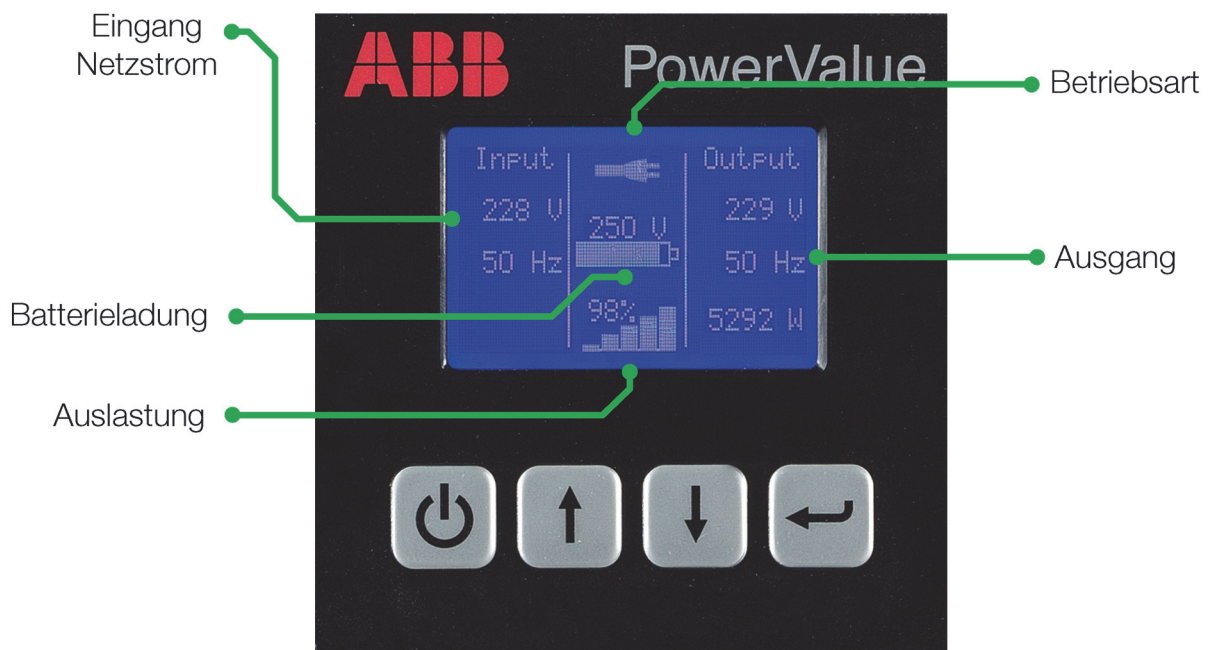 Eingang
Netzstrom
ABB
PowerValue
Betriebsart
Input
228 V
50 Hz
250 V
98%
Output
229 V
50 Hz
5292 W
Ausgang
Batterieladung
Auslastung